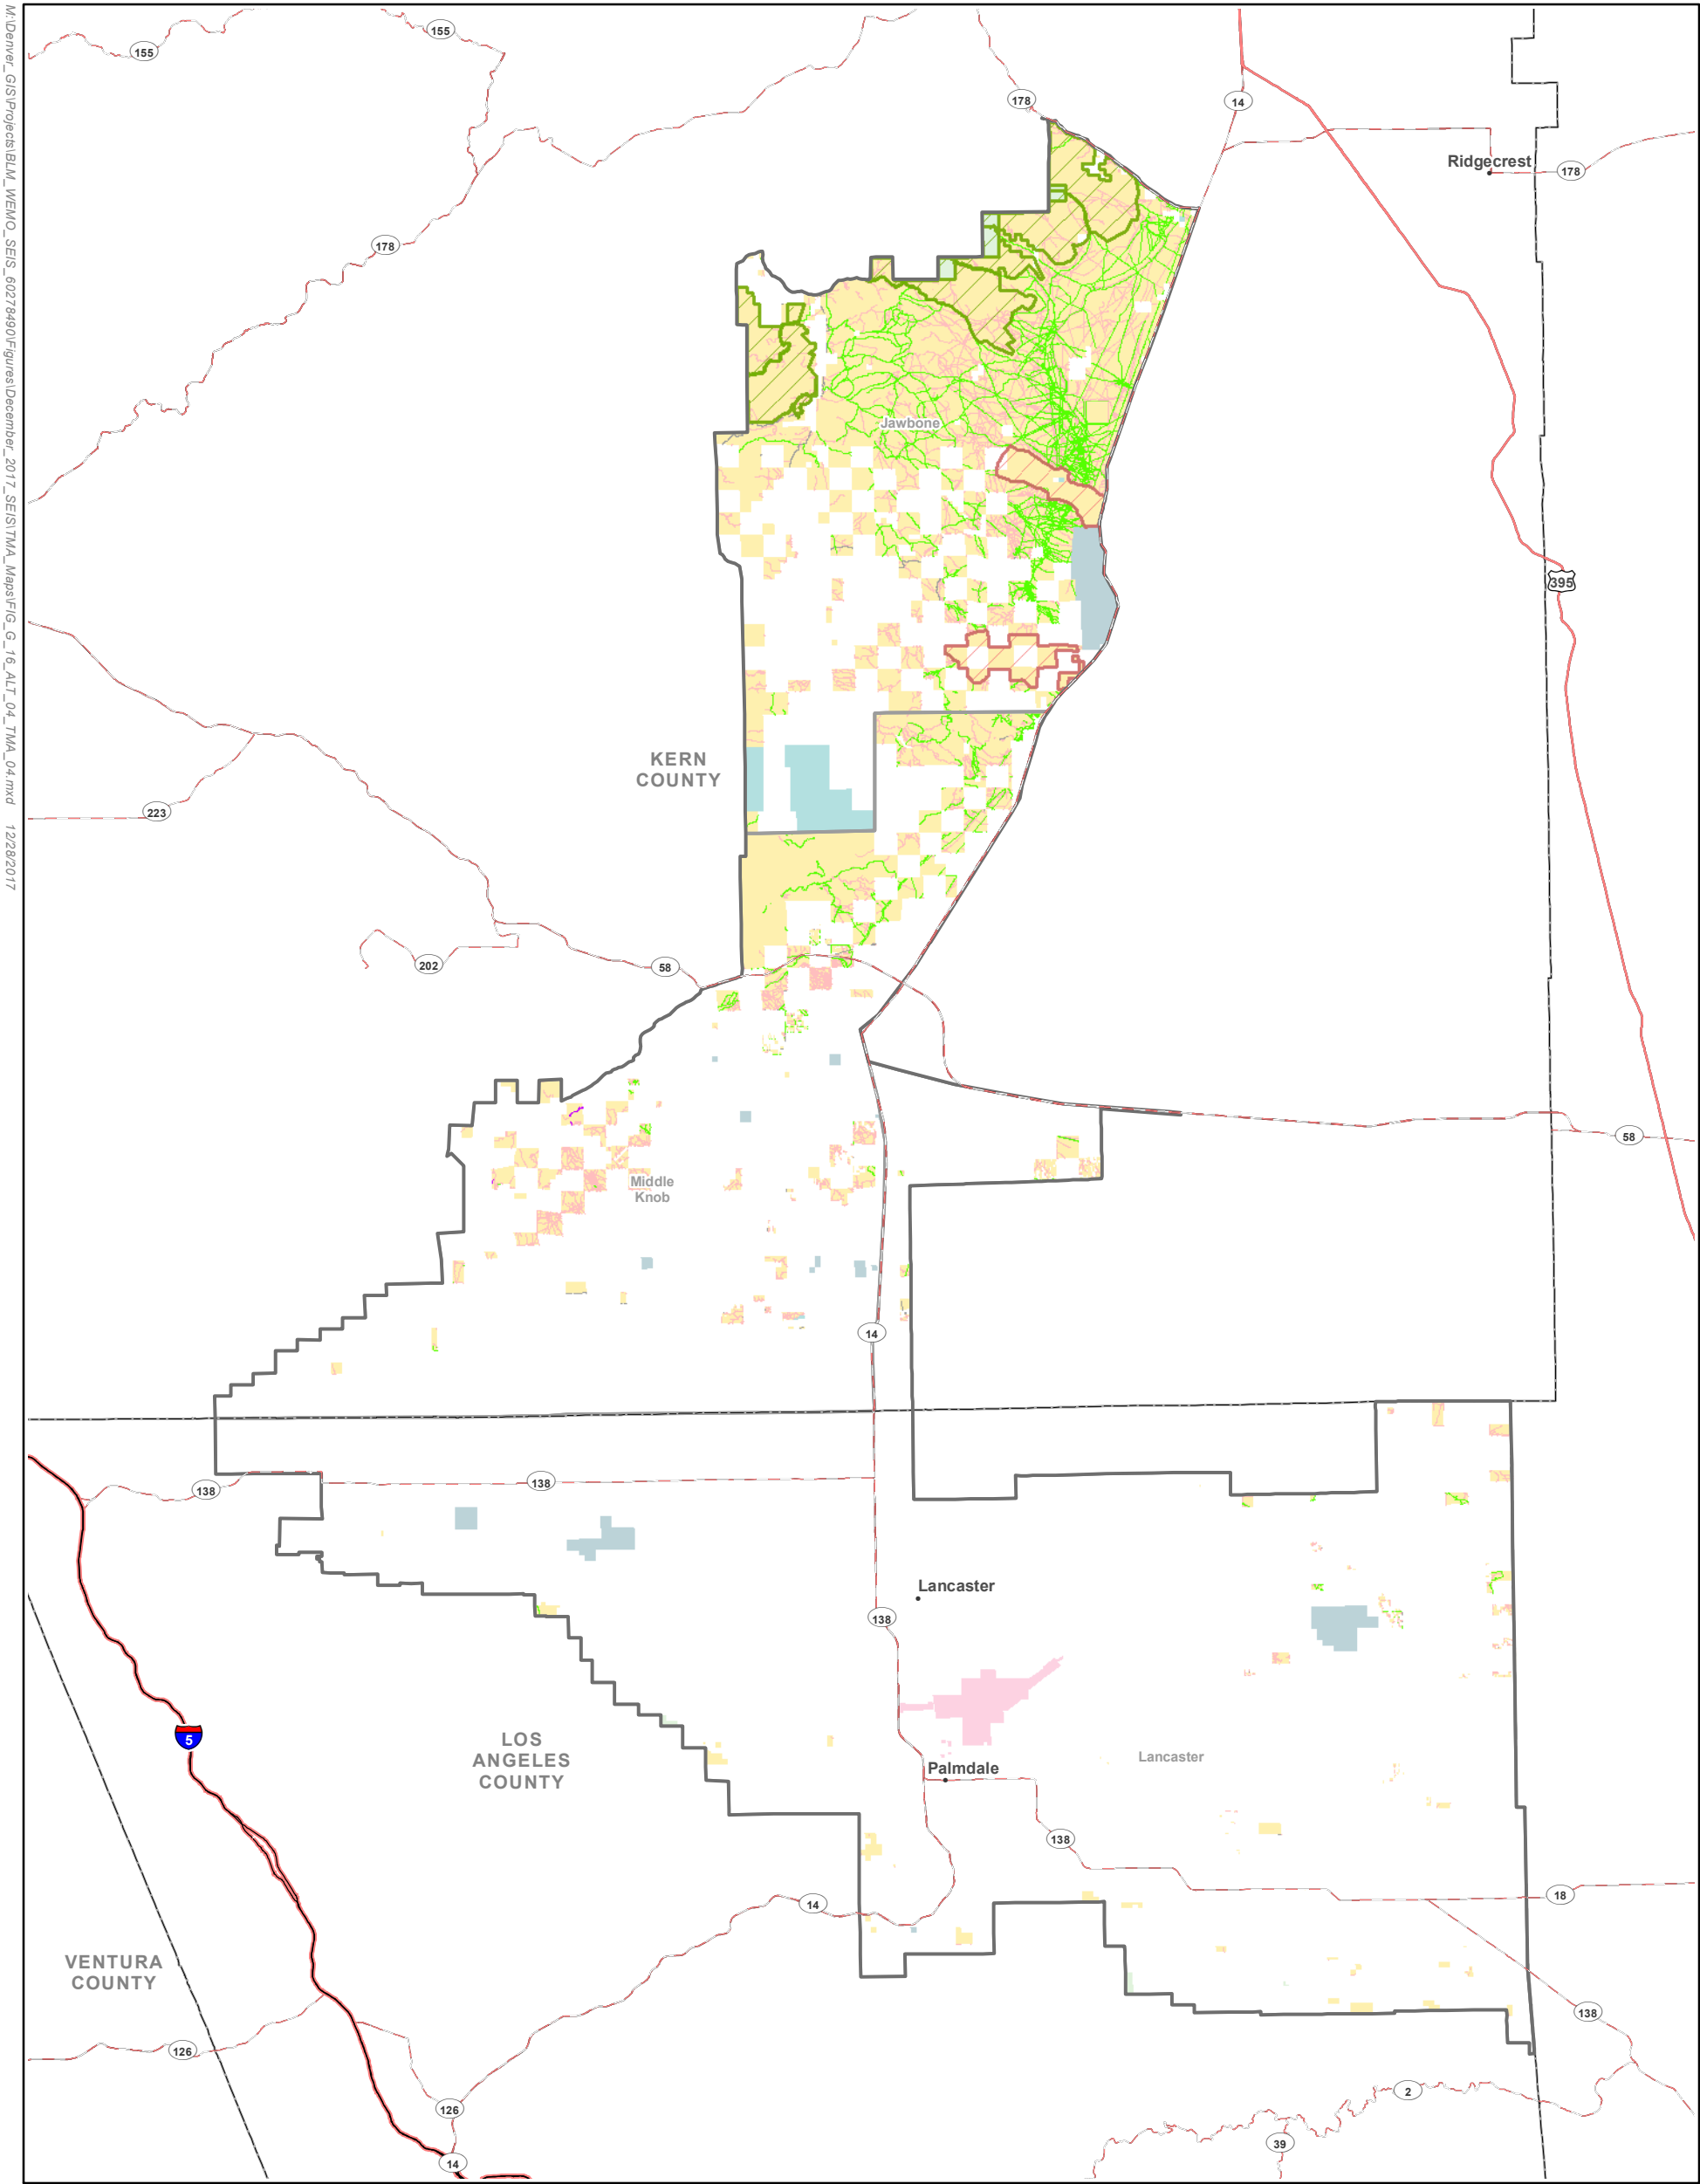 M:\Denver_GIS\Projects\BLM_WEMO_SEIS_60278490\Figures\December_2017_SEIS\TMA_Maps\FIG_G_16_ALT_04_TMA_04.mxd 12/28/2017
155
155
178
14
Ridgecrest
178
178
Jawbone
395
KERN
COUNTY
223
202
58
58
Middle
Knob
14
138
138
Lancaster
138
5
LOS
ANGELES
COUNTY
Lancaster
Palmdale
138
18
14
VENTURA
COUNTY
138
126
2
126
39
14